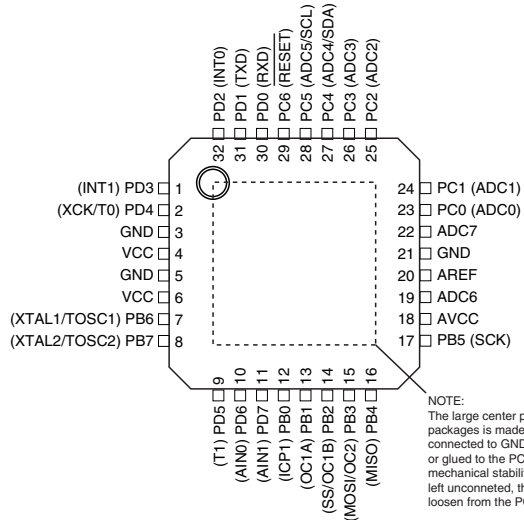 32 PD2 (INT0)
31 PD1 (TXD)
30 PD0 (RXD)
29 PC6 (RESET)
28 PC5 (ADC5/SCL)
27 PC4 (ADC4/SDA)
26 PC3 (ADC3)
25 PC2 (ADC2)
(INT1) PD3 1
(XCK/T0) PD4 2
GND 3
VCC 4
GND 5
VCC 6
(XTAL1/TOSC1) PB6 7
(XTAL2/TOSC2) PB7 8
24 PC1 (ADC1)
23 PC0 (ADC0)
22 ADC7
21 GND
20 AREF
19 ADC6
18 AVCC
17 PB5 (SCK)
(T1) PD5 9
(AIN0) PD6 10
(AIN1) PD7 11
(ICP1) PB0 12
(OC1A) PB1 13
(SS/OC1B) PB2 14
(MOSI/OC2) PB3 15
(MISO) PB4 16
NOTE:
The large center
packages is made
connected to GND
or glued to the
mechanical
left unconneted,
loosen from the